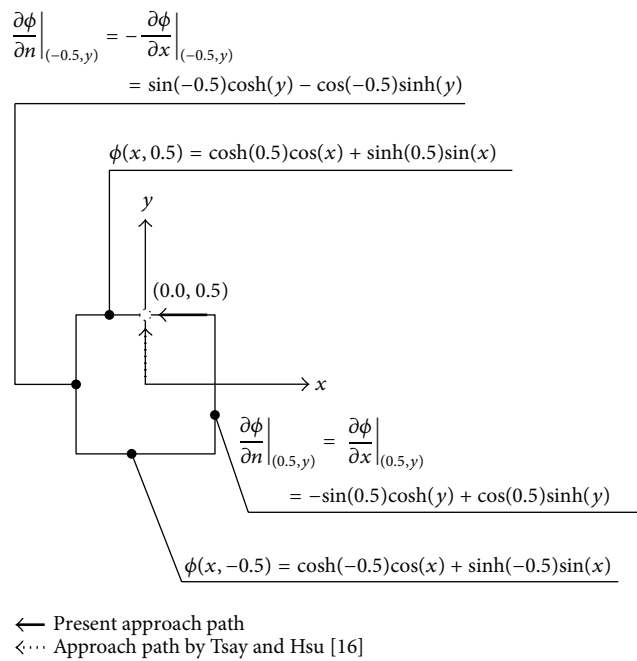 ∂ϕ/∂n|(−0.5,y) = −∂ϕ/∂x|(−0.5,y)
= sin(−0.5)cosh(y) − cos(−0.5)sinh(y)
ϕ(x, 0.5) = cosh(0.5)cos(x) + sinh(0.5)sin(x)
y
(0.0, 0.5)
x
∂ϕ/∂n|(0.5,y) = ∂ϕ/∂x|(0.5,y)
= −sin(0.5)cosh(y) + cos(0.5)sinh(y)
ϕ(x, −0.5) = cosh(−0.5)cos(x) + sinh(−0.5)sin(x)
Present approach path
Approach path by Tsay and Hsu [16]